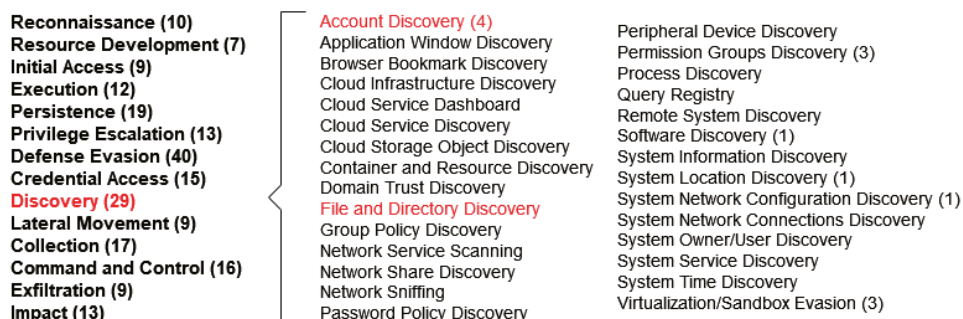 Reconnaissance (10)
Resource Development (7)
Initial Access (9)
Execution (12)
Persistence (19)
Privilege Escalation (13)
Defense Evasion (40)
Credential Access (15)
Discovery (29)
Lateral Movement (9)
Collection (17)
Command and Control (16)
Exfiltration (9)
Impact (13)
Account Discovery (4)
Application Window Discovery
Browser Bookmark Discovery
Cloud Infrastructure Discovery
Cloud Service Dashboard
Cloud Service Discovery
Cloud Storage Object Discovery
Container and Resource Discovery
Domain Trust Discovery
File and Directory Discovery
Group Policy Discovery
Network Service Scanning
Network Share Discovery
Network Sniffing
Password Policy Discovery
Peripheral Device Discovery
Permission Groups Discovery (3)
Process Discovery
Query Registry
Remote System Discovery
Software Discovery (1)
System Information Discovery
System Location Discovery (1)
System Network Configuration Discovery (1)
System Network Connections Discovery
System Owner/User Discovery
System Service Discovery
System Time Discovery
Virtualization/Sandbox Evasion (3)